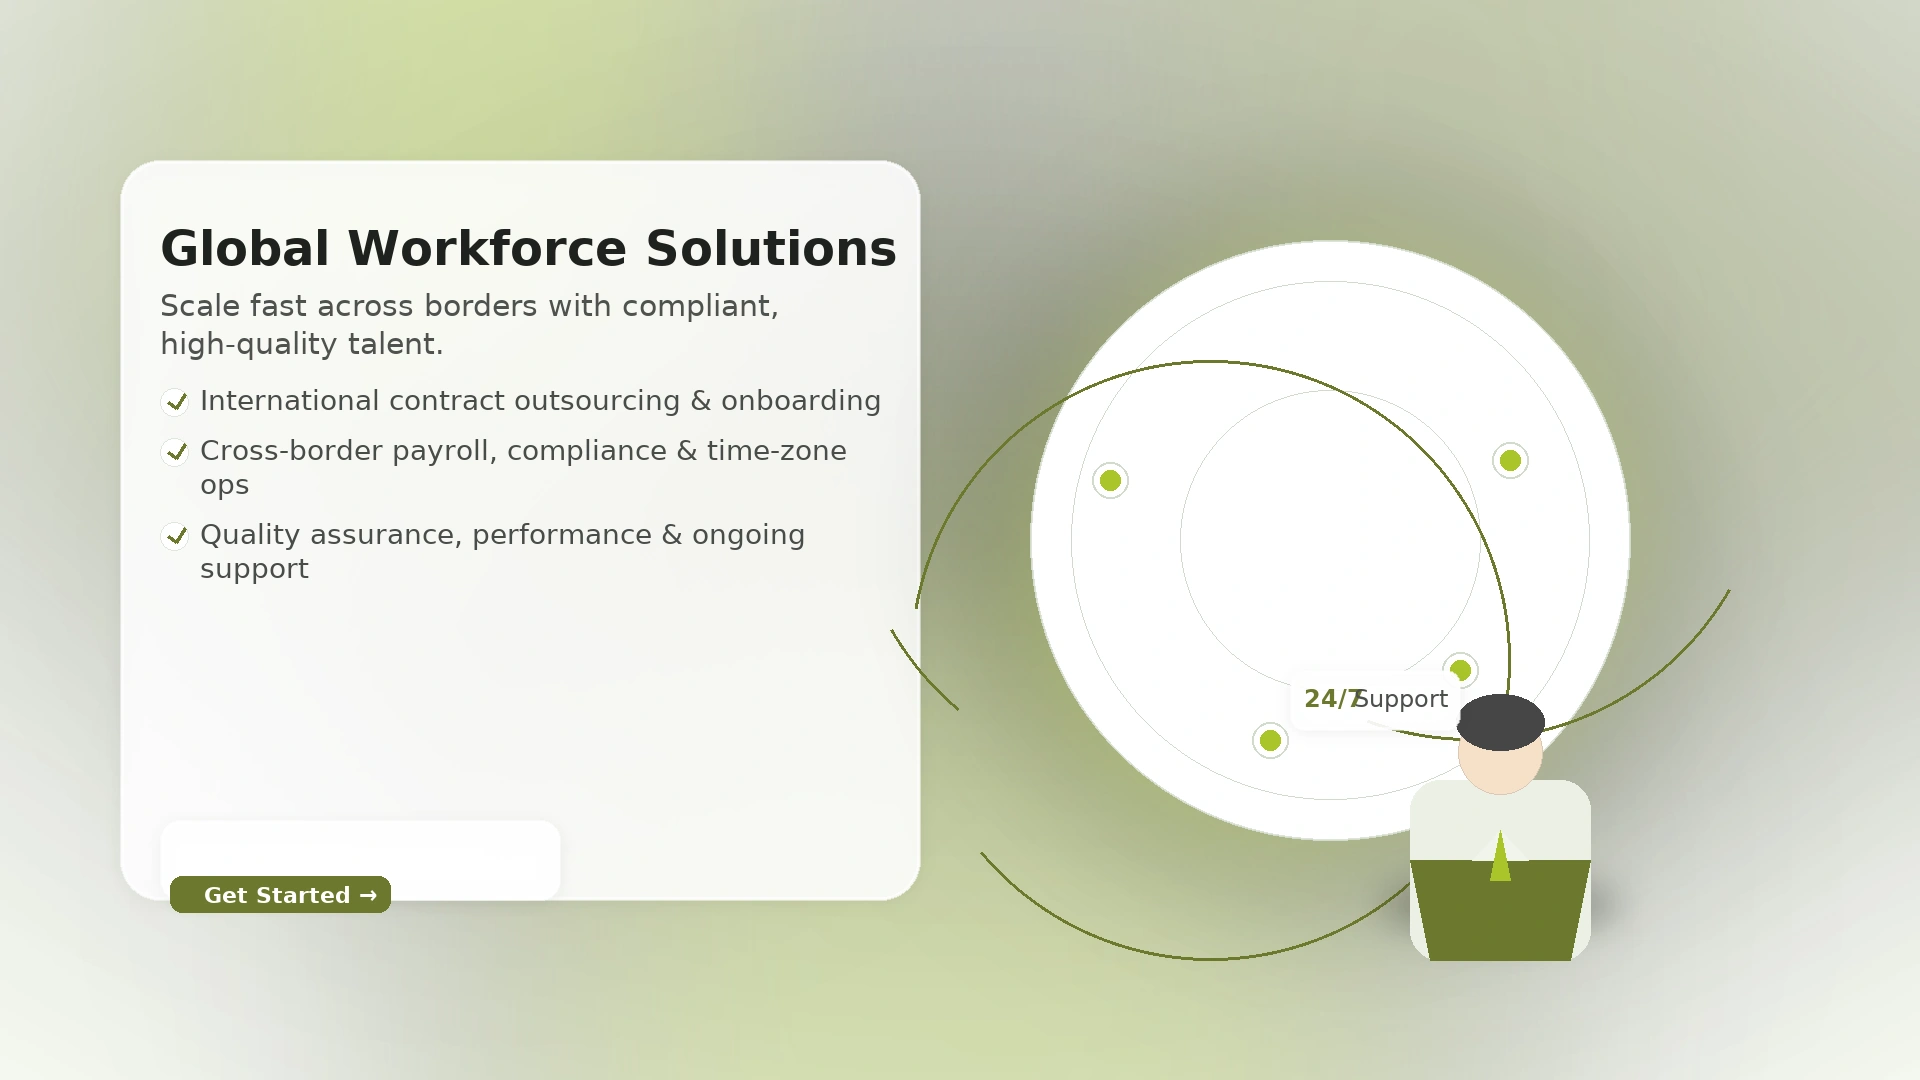 Global Workforce Solutions
Scale fast across borders with compliant,
high-quality talent.
International contract outsourcing & onboarding
Cross-border payroll, compliance & time-zone
ops
Quality assurance, performance & ongoing
support
24/7 Support
Get Started →